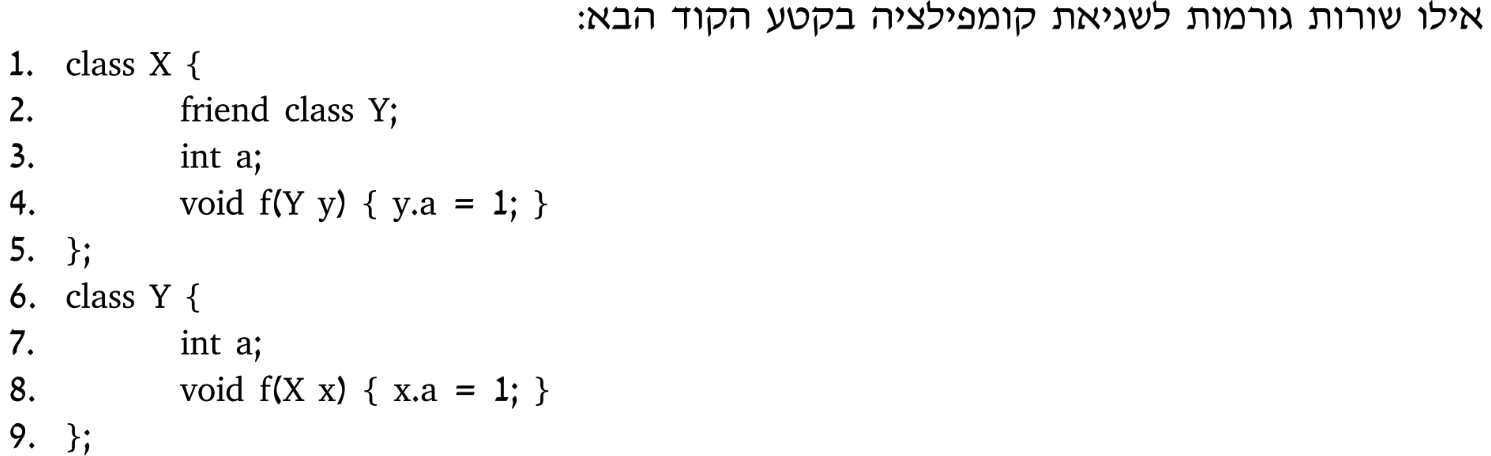 אילו שורות גורמות לשגיאת קומפילציה בקטע הקוד הבא:
1. class X {
2. friend class Y;
3. int a;
4. void f(Y y) { y.a = 1; }
5. };
6. class Y {
7. int a;
8. void f(X x) { x.a = 1; }
9. };